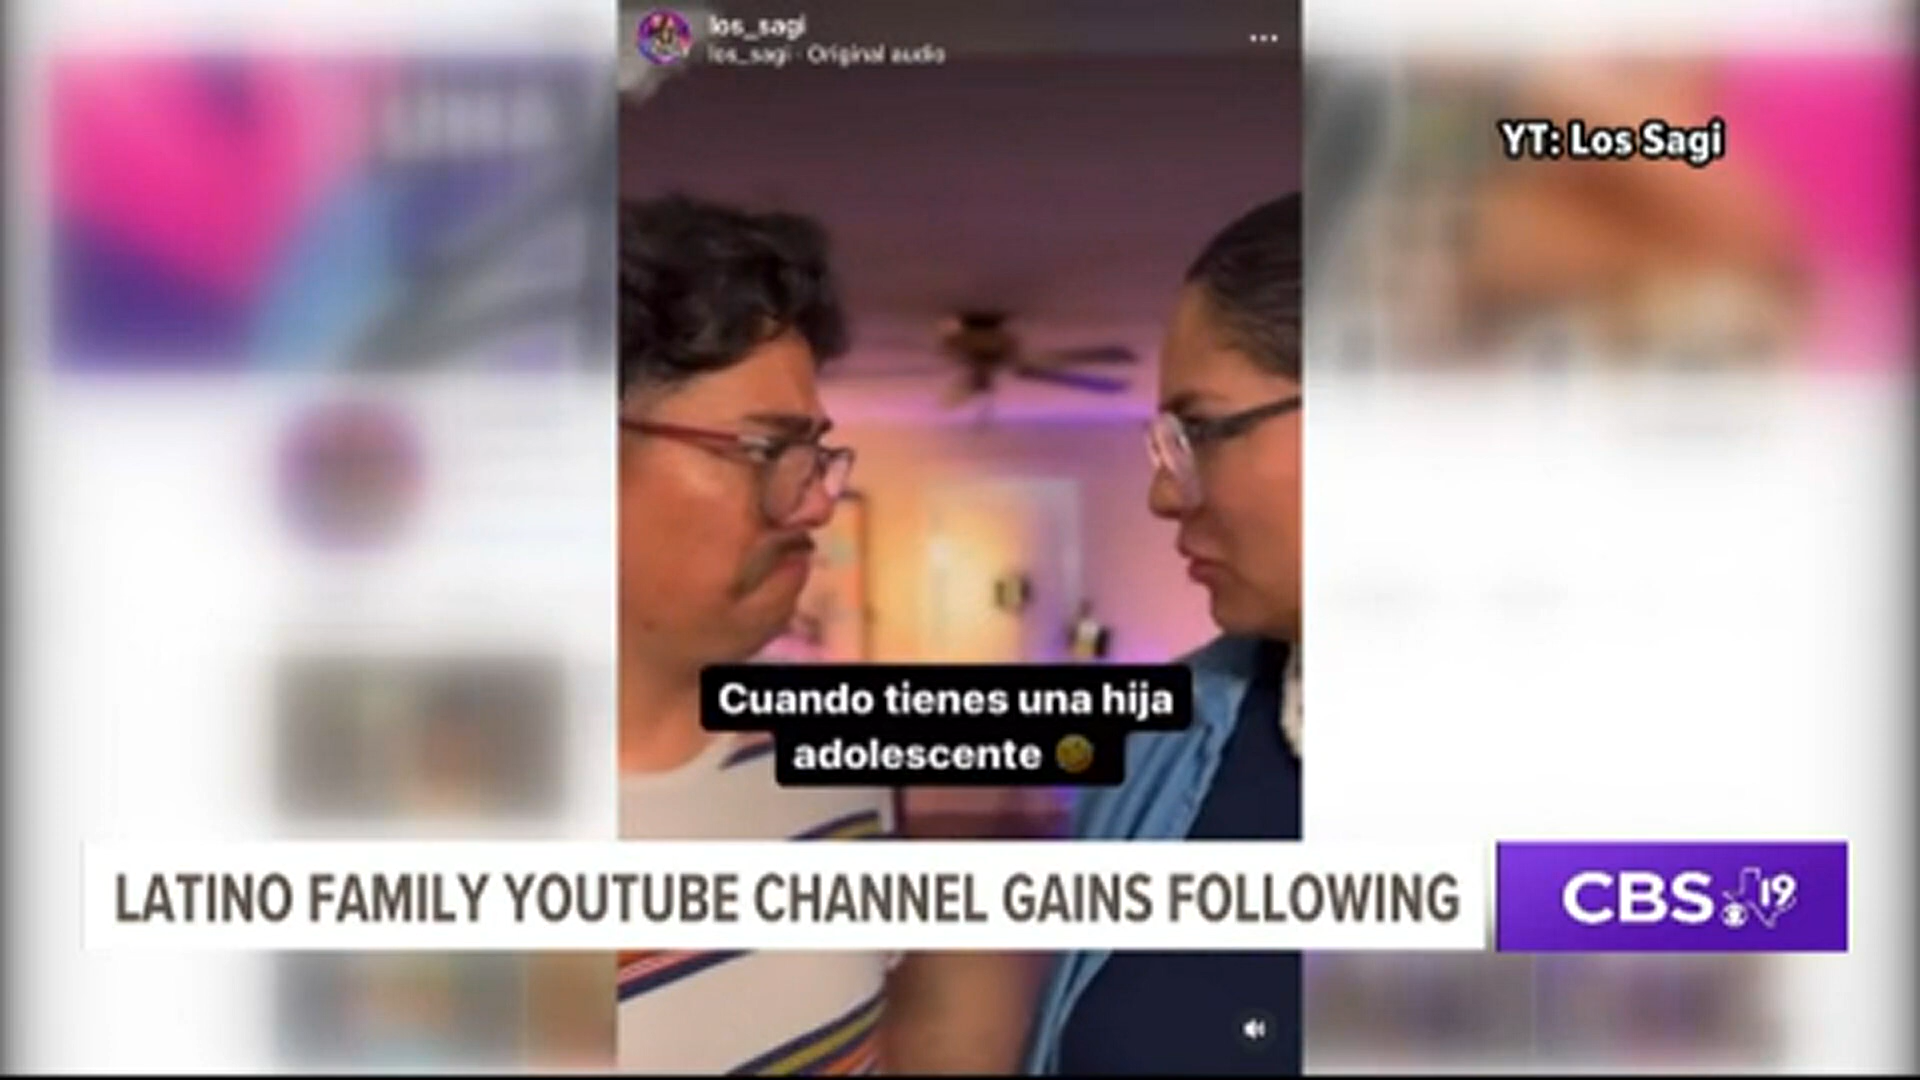 los_sagi
los_sagi · Original audio
YT: Los Sagi
Cuando tienes una hija
adolescente 🤣
LATINO FAMILY YOUTUBE CHANNEL GAINS FOLLOWING
CBS 19